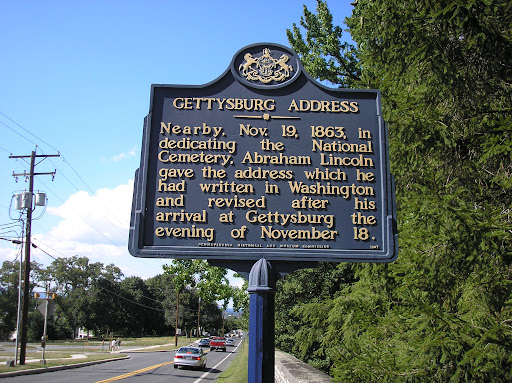 GETTYSBURG ADDRESS
Nearby, Nov. 19, 1863, in
dedicating the National
Cemetery, Abraham Lincoln
gave the address which he
had written in Washington
and revised after his
arrival at Gettysburg the
evening of November 18.
PENNSYLVANIA HISTORICAL AND MUSEUM COMMISSION 1947